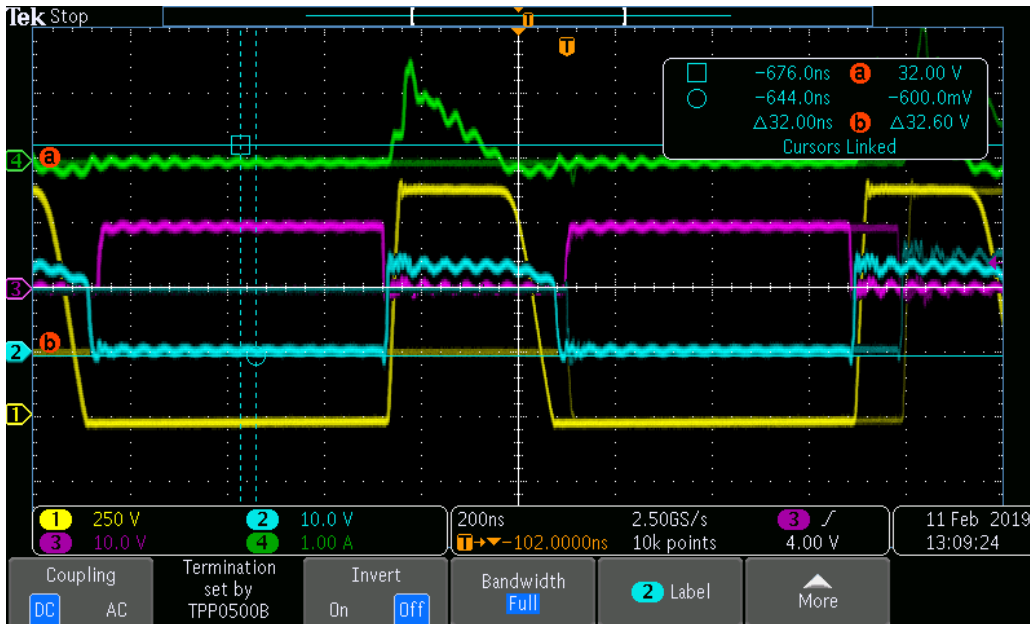 Tek Stop
T
T
−676.0ns a 32.00 V
−644.0ns −600.0mV
Δ32.00ns b Δ32.60 V
Cursors Linked
4 a
3
b
2
1
1 250 V 2 10.0 V
3 10.0 V 4 1.00 A
200ns 2.50GS/s 3
T→▼−102.0000ns 10k points 4.00 V
11 Feb 2019
13:09:24
Coupling
DC AC
Termination
set by
TPP0500B
Invert
On Off
Bandwidth
Full
2 Label
More